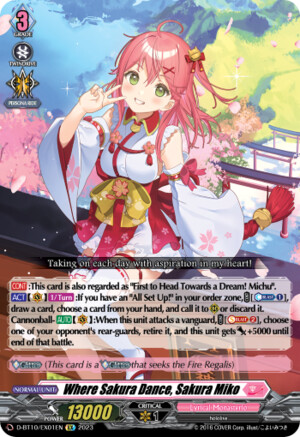 3
GRADE
TWINDRIVE
PERSONA RIDE
Taking on each day with aspiration in my heart!
CONT :This card is also regarded as "First to Head Towards a Dream! Michu".
ACT 1/Turn :If you have an "All Set Up!" in your order zone,
draw a card, choose a card from your hand, and call it to or discard it.
Cannonball- AUTO :When this unit attacks a vanguard, choose
one of your opponent's rear-guards, retire it, and this unit gets +5000 until
end of that battle.
(This card is a that seeks the Fire Regalis)
NORMAL UNIT
Where Sakura Dance, Sakura Miko
POWER 13000
CRITICAL 1
D-BT10/EX01EN 2023